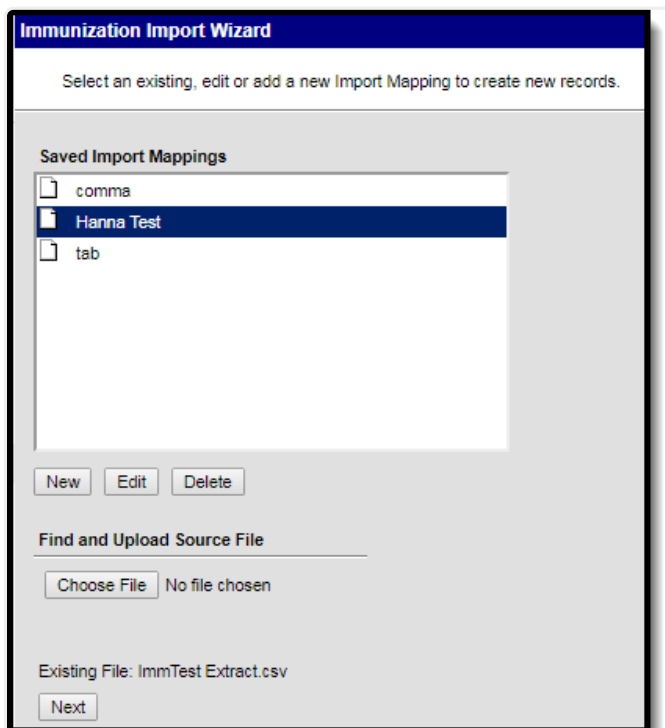 Immunization Import Wizard
Select an existing, edit or add a new Import Mapping to create new records.
Saved Import Mappings
comma
Hanna Test
tab
New Edit Delete
Find and Upload Source File
Choose File No file chosen
Existing File: ImmTest Extract.csv
Next